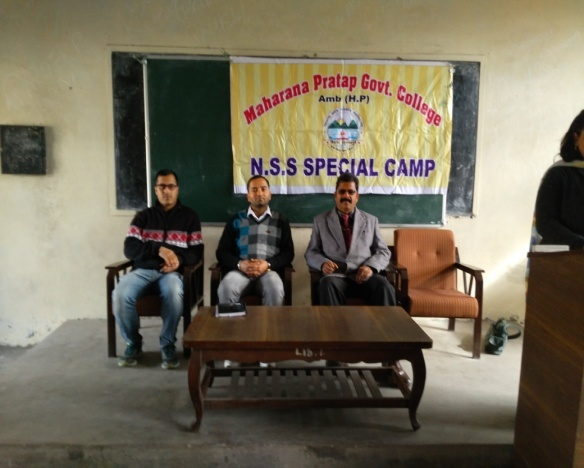 Maharana Pratap Govt. College
Amb (H.P)
N.S.S SPECIAL CAMP